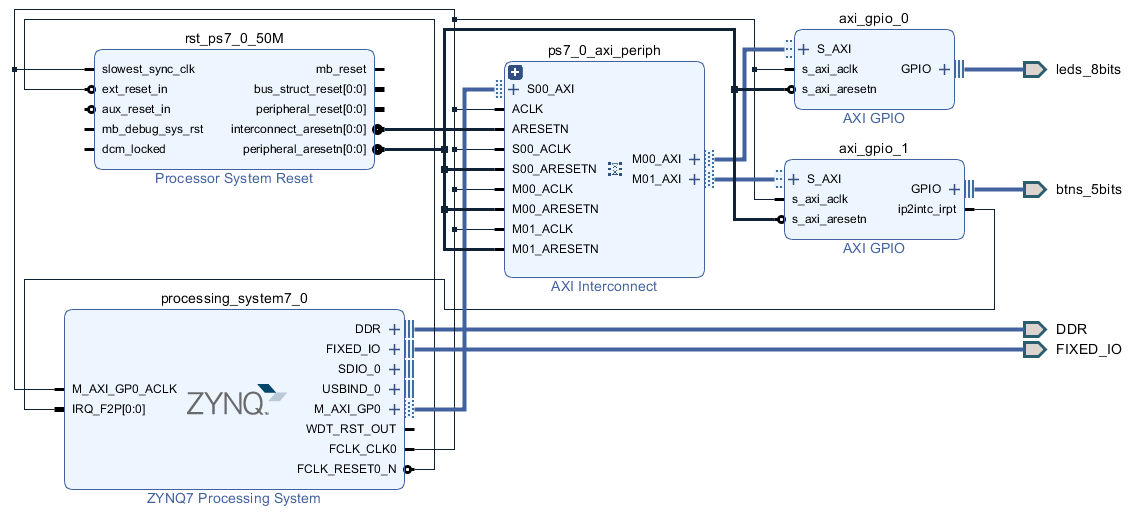 rst_ps7_0_50M
slowest_sync_clk
ext_reset_in
aux_reset_in
mb_debug_sys_rst
dcm_locked
mb_reset
bus_struct_reset[0:0]
peripheral_reset[0:0]
interconnect_aresetn[0:0]
peripheral_aresetn[0:0]
Processor System Reset
ps7_0_axi_periph
S00_AXI
ACLK
ARESETN
S00_ACLK
S00_ARESETN
M00_ACLK
M00_ARESETN
M01_ACLK
M01_ARESETN
M00_AXI
M01_AXI
AXI Interconnect
axi_gpio_0
S_AXI
s_axi_aclk
s_axi_aresetn
GPIO
AXI GPIO
leds_8bits
axi_gpio_1
S_AXI
s_axi_aclk
s_axi_aresetn
GPIO
ip2intc_irpt
AXI GPIO
btns_5bits
processing_system7_0
M_AXI_GP0_ACLK
IRQ_F2P[0:0]
ZYNQ
DDR
FIXED_IO
SDIO_0
USBIND_0
M_AXI_GP0
WDT_RST_OUT
FCLK_CLK0
FCLK_RESET0_N
ZYNQ7 Processing System
DDR
FIXED_IO